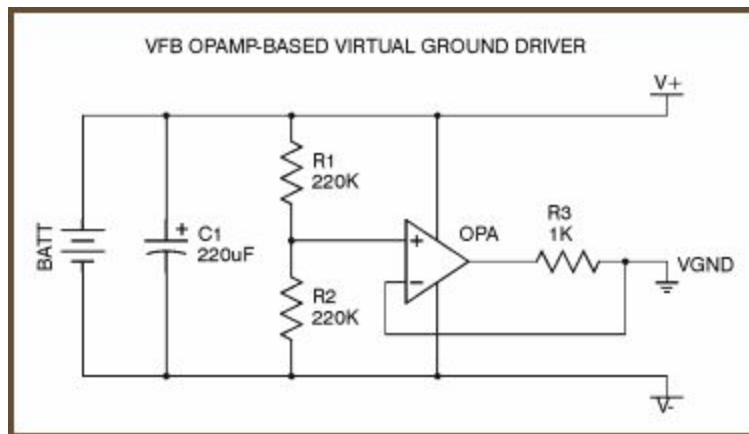 VFB OPAMP-BASED VIRTUAL GROUND DRIVER
V+
R1
220K
BATT
C1
+
220uF
R2
220K
+
−
OPA
R3
1K
VGND
V-